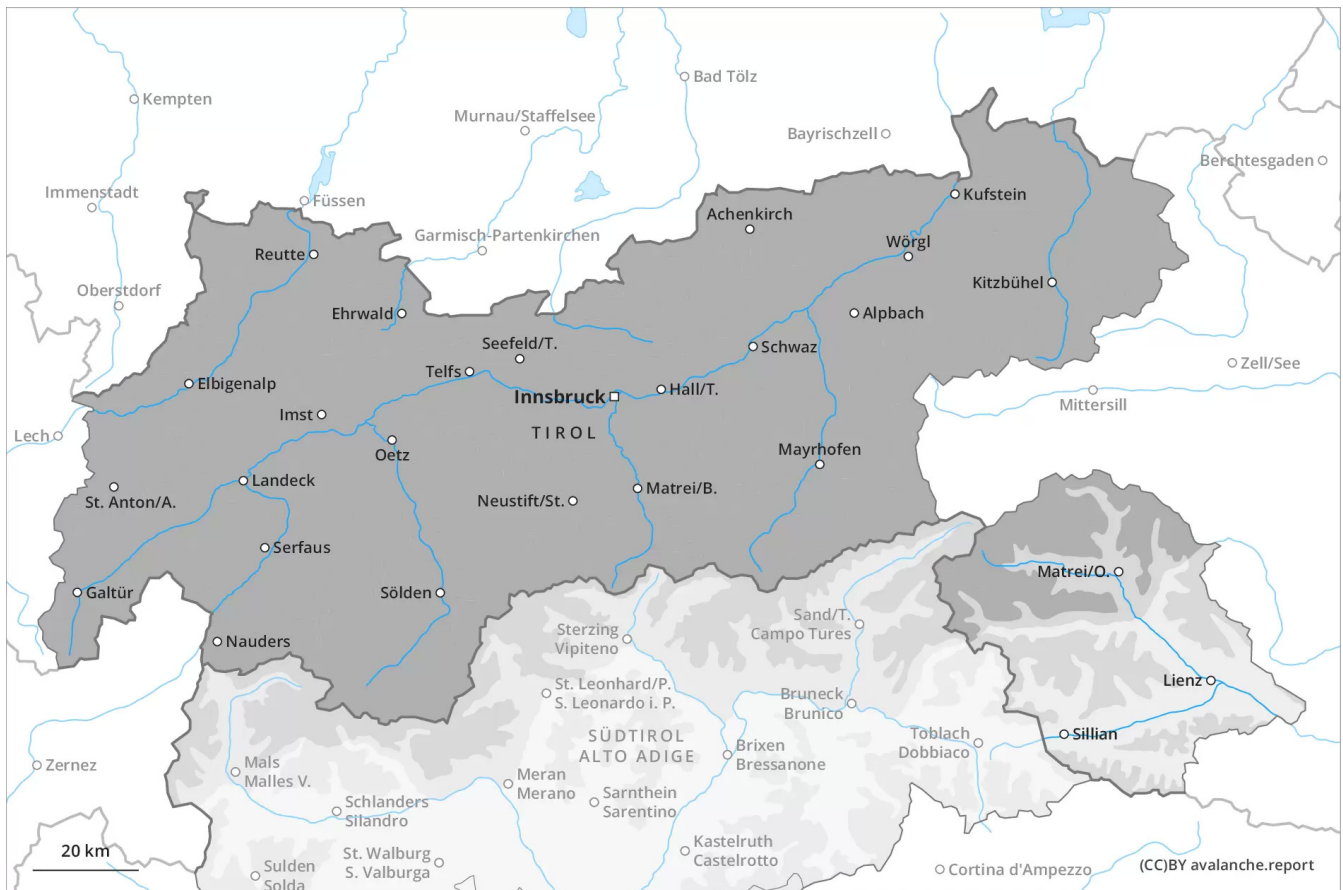 Bad Tölz
Kempten
Murnau/Staffelsee
Bayrischzell
Berchtesgaden
Immenstadt
Füssen
Kufstein
Achenkirch
Garmisch-Partenkirchen
Wörgl
Reutte
Kitzbühel
Oberstdorf
Ehrwald
Alpbach
Seefeld/T.
Schwaz
Zell/See
Telfs
Elbigenalp
Hall/T.
Innsbruck
Mittersill
Imst
TIROL
Lech
Oetz
Mayrhofen
Landeck
Matrei/B.
St. Anton/A.
Neustift/St.
Serfaus
Matrei/O.
Galtür
Sölden
Sand/T.
Campo Tures
Sterzing
Vipiteno
Nauders
Lienz
St. Leonhard/P.
S. Leonardo i. P.
Bruneck
Brunico
SÜDTIROL
ALTO ADIGE
Toblach
Dobbiaco
Sillian
Brixen
Bressanone
Zernez
Mals
Malles V.
Meran
Merano
Sarnthein
Sarentino
Schlanders
Silandro
20 km
St. Walburg
S. Valburga
Kastelruth
Castelrotto
Sulden
Solda
Cortina d'Ampezzo
(CC)BY avalanche.report